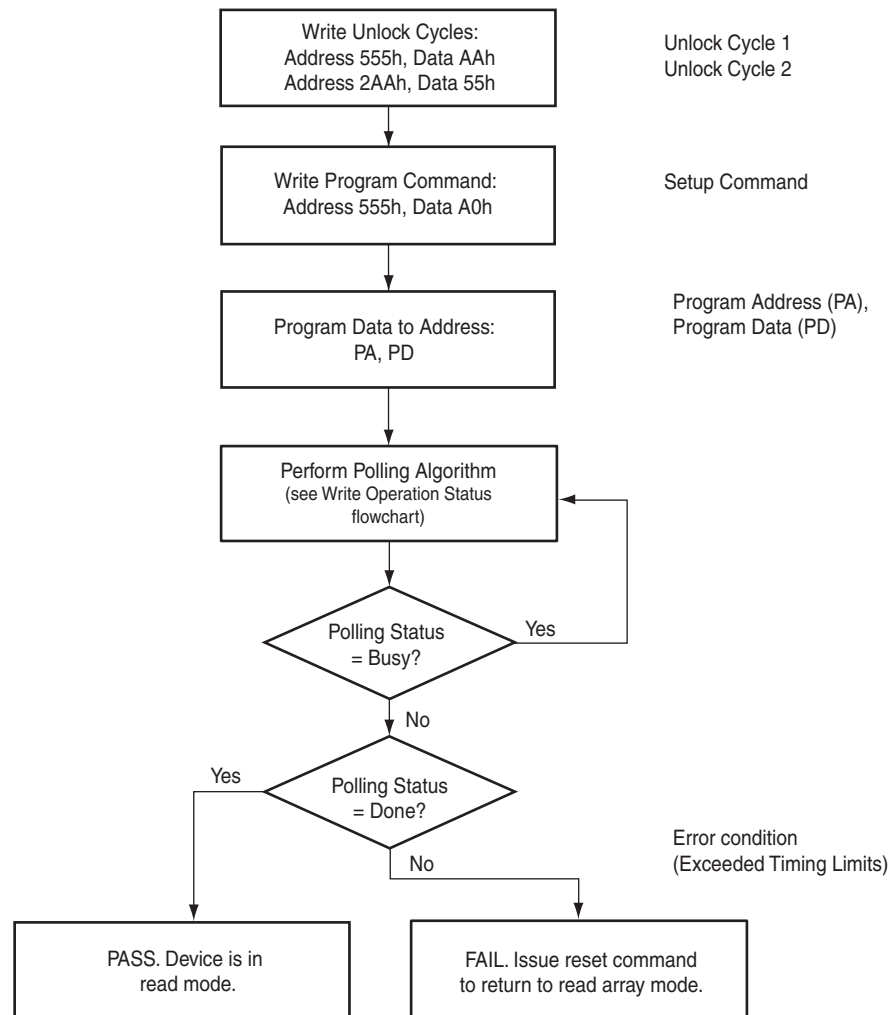 Write Unlock Cycles:
Address 555h, Data AAh
Address 2AAh, Data 55h
Unlock Cycle 1
Unlock Cycle 2
Write Program Command:
Address 555h, Data A0h
Setup Command
Program Data to Address:
PA, PD
Program Address (PA),
Program Data (PD)
Perform Polling Algorithm
(see Write Operation Status
flowchart)
Polling Status
= Busy?
Yes
No
Polling Status
= Done?
Yes
No
Error condition
(Exceeded Timing Limits)
PASS. Device is in
read mode.
FAIL. Issue reset command
to return to read array mode.